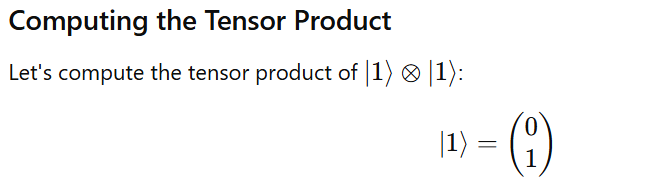 Computing the Tensor Product
Let's compute the tensor product of |1⟩ ⊗ |1⟩:
|1⟩ = (0
1)